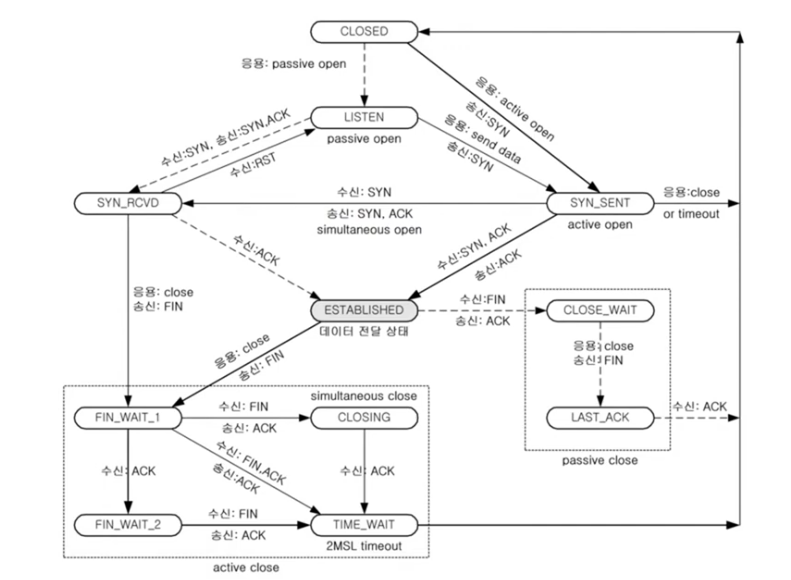 CLOSED
응용: passive open
응용: active open
송신:SYN
LISTEN
passive open
응용: send data
송신:SYN
수신:SYN, 송신:SYN,ACK
수신:RST
SYN_RCVD
수신: SYN
송신: SYN, ACK
simultaneous open
SYN_SENT
active open
응용:close
or timeout
수신:ACK
수신:SYN, ACK
송신:ACK
응용: close
송신: FIN
ESTABLISHED
데이터 전달 상태
수신:FIN
송신: ACK
CLOSE_WAIT
응용: close
송신: FIN
응용: close
송신: FIN
simultaneous close
FIN_WAIT_1
수신: FIN
송신: ACK
CLOSING
LAST_ACK
수신: ACK
passive close
수신: ACK
수신: FIN,ACK
송신:ACK
수신: ACK
FIN_WAIT_2
수신: FIN
송신: ACK
TIME_WAIT
2MSL timeout
active close